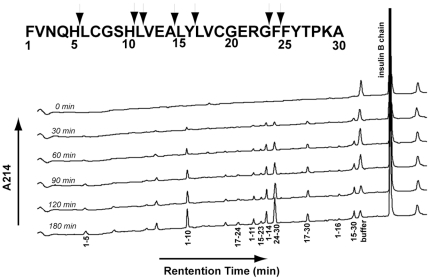 FVNQHLCGSHLVEALYLVCGERGFFYTPKA
1 5 10 15 20 25 30
insulin B chain
0 min
30 min
60 min
90 min
120 min
180 min
A214
1-5
1-10
17-24
1-11
15-23
1-14
24-30
17-30
1-16
15-30
buffer
Rentention Time (min)